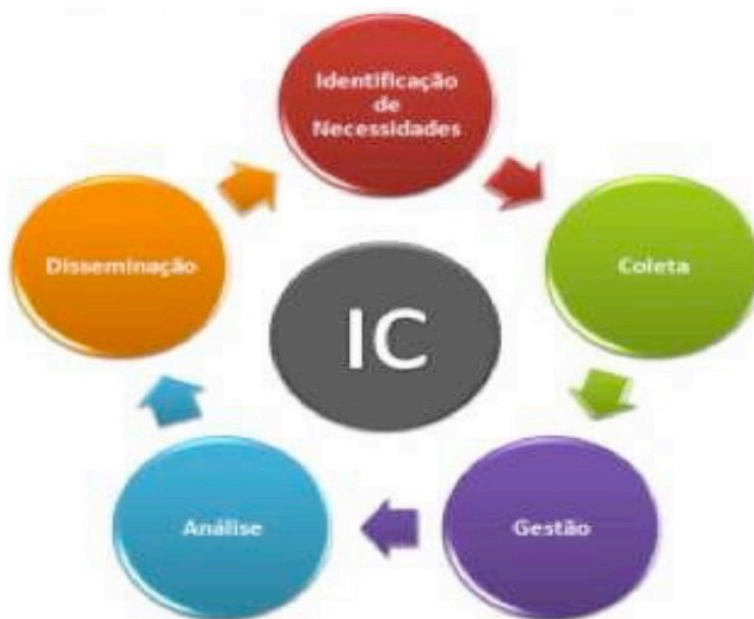 Identificação
de
Necessidades
Disseminação
Coleta
IC
Análise
Gestão